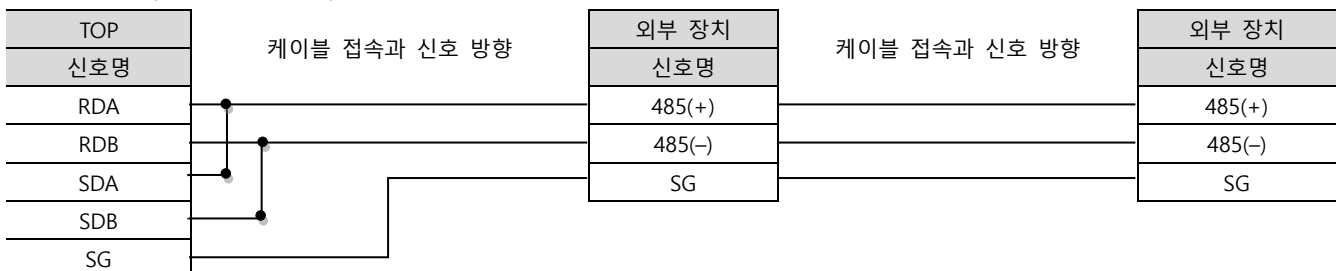 TOP 케이블 접속과 신호 방향 외부 장치 케이블 접속과 신호 방향 외부 장치
신호명 신호명 신호명
RDA 485(+) 485(+)
RDB 485(–) 485(–)
SDA SG SG
SDB
SG